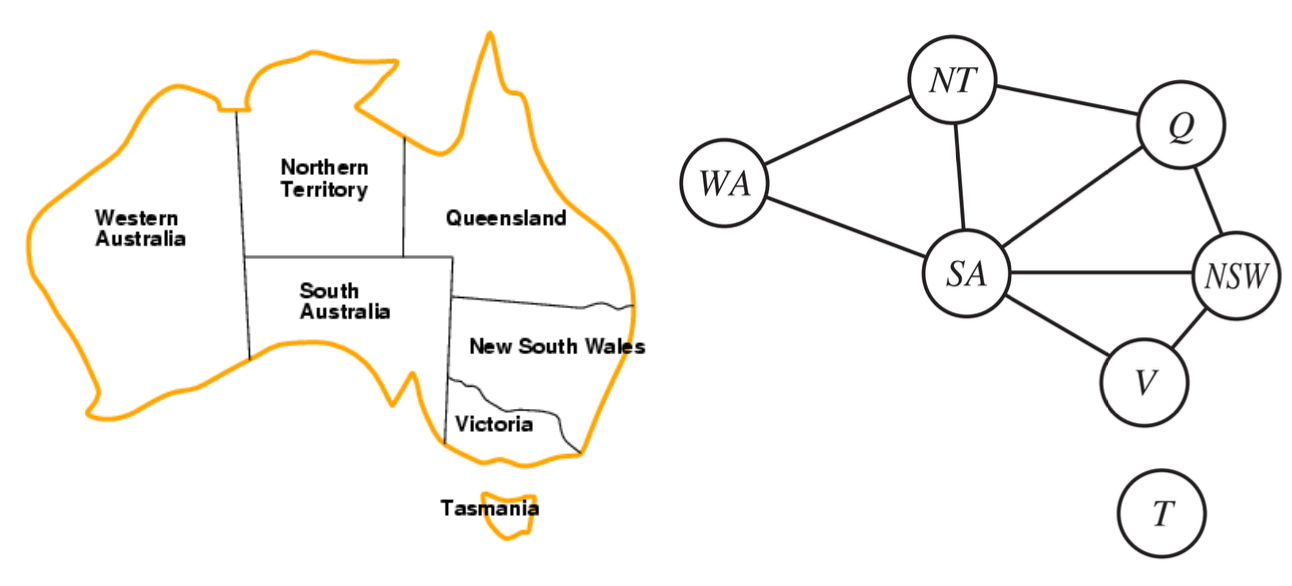 Northern
Territory
Western
Australia
Queensland
South
Australia
New South Wales
Victoria
Tasmania
NT
Q
WA
SA
NSW
V
T